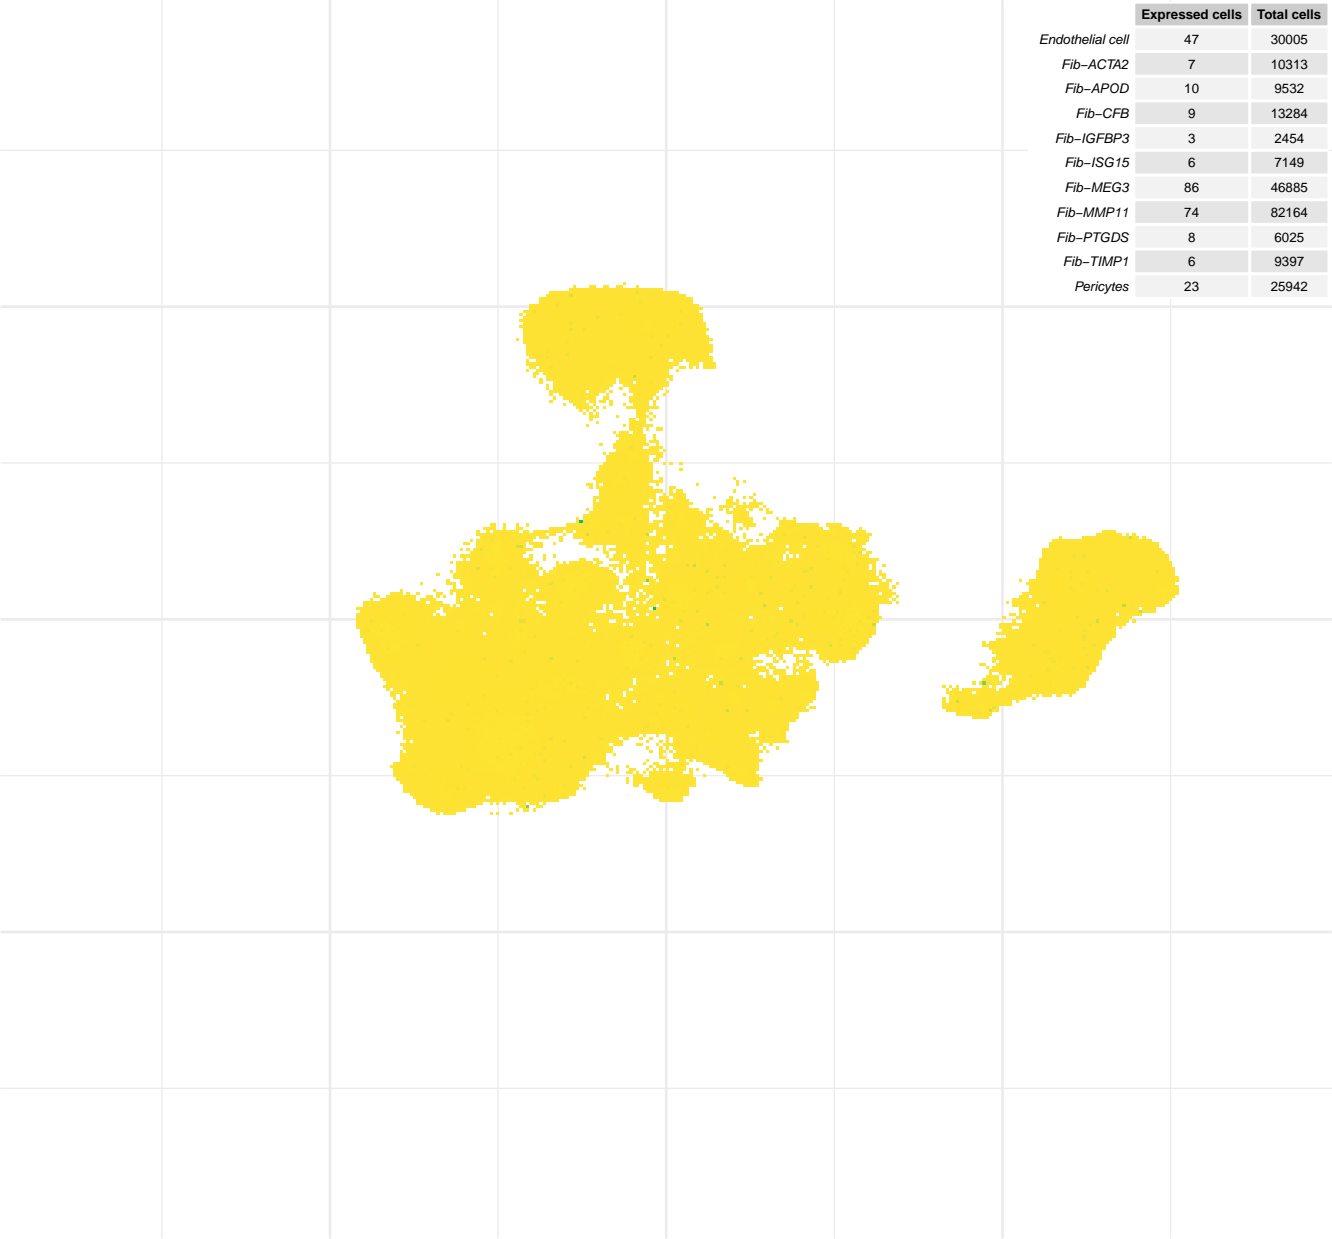 Expressed cells Total cells
Endothelial cell 47 30005
Fib−ACTA2 7 10313
Fib−APOD 10 9532
Fib−CFB 9 13284
Fib−IGFBP3 3 2454
Fib−ISG15 6 7149
Fib−MEG3 86 46885
Fib−MMP11 74 82164
Fib−PTGDS 8 6025
Fib−TIMP1 6 9397
Pericytes 23 25942